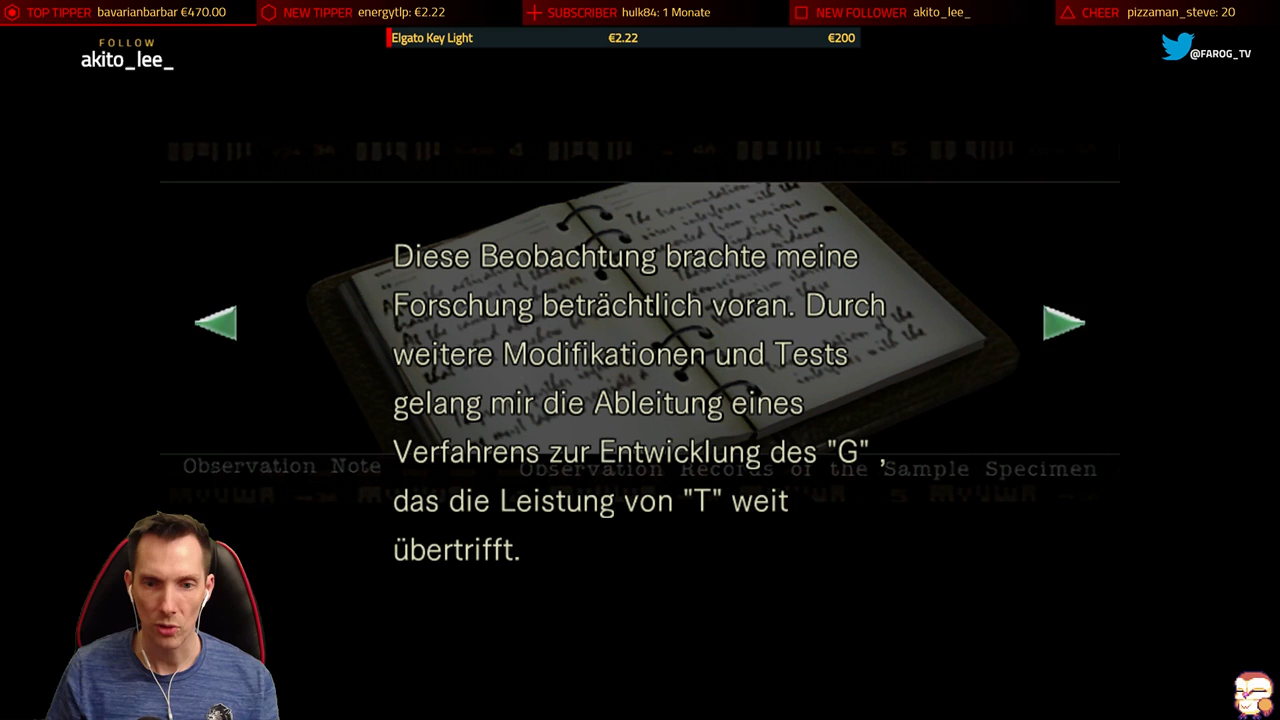 TOP TIPPER bavarianbarbar €470.00 NEW TIPPER energytlp: €2.22 SUBSCRIBER hulk84: 1 Monate NEW FOLLOWER akito_lee_ CHEER pizzaman_steve: 20
FOLLOW
akito_lee_
Elgato Key Light €2.22 €200
@FAROG_TV
Diese Beobachtung brachte meine
Forschung beträchtlich voran. Durch
weitere Modifikationen und Tests
gelang mir die Ableitung eines
Verfahrens zur Entwicklung des "G" ,
das die Leistung von "T" weit
übertrifft.
Observation Note Observation Records of the Sample Specimen